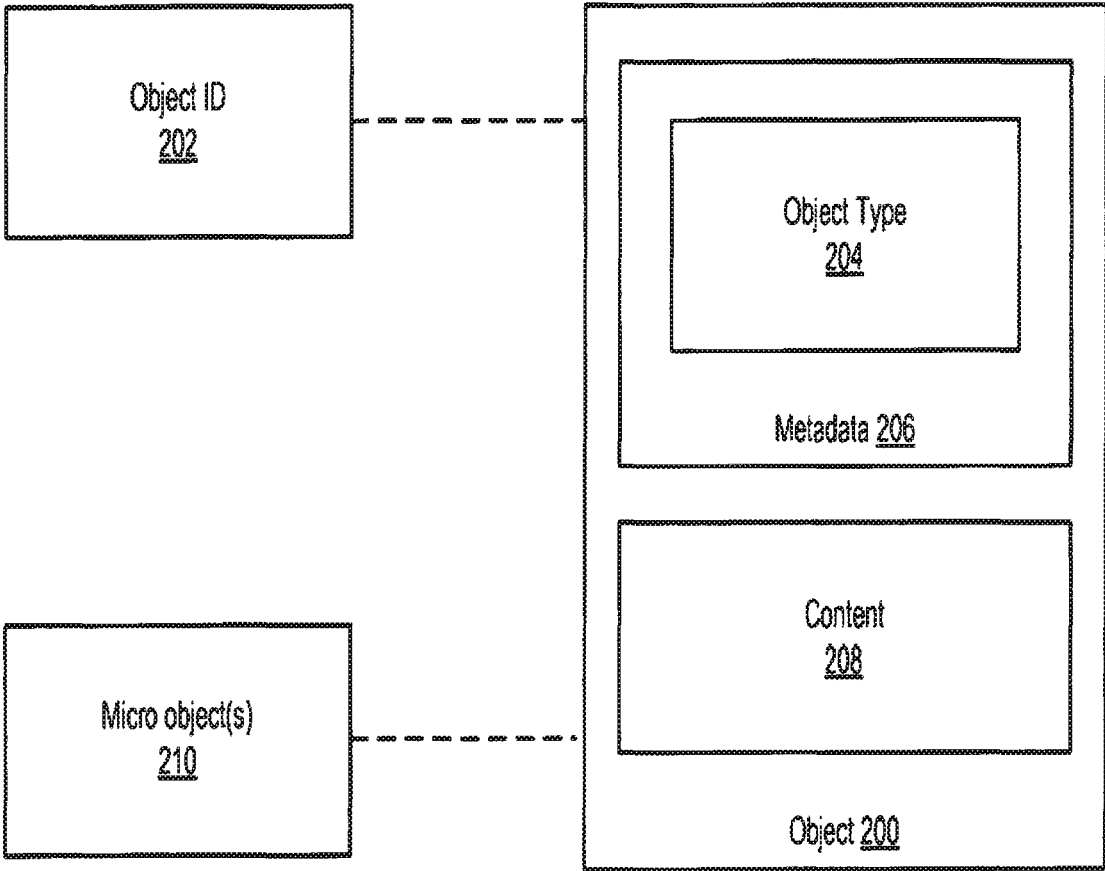 Object ID
202
Object Type
204
Metadata 206
Content
208
Micro object(s)
210
Object 200